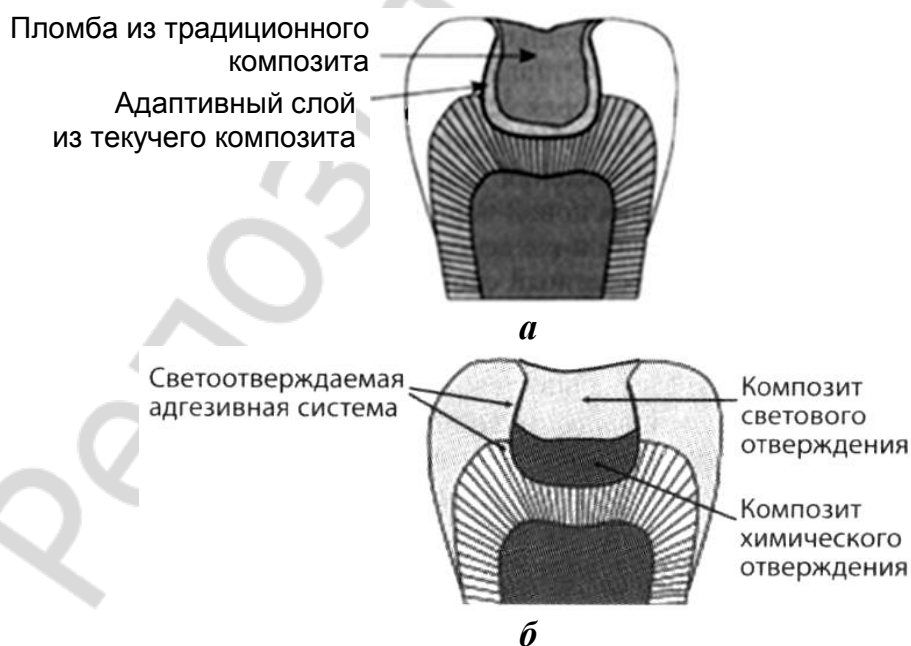 Пломба из традиционного
композита
Адаптивный слой
из текучего композита
а
Светоотверждаемая
адгезивная система
Композит
светового
отверждения
Композит
химического
отверждения
б